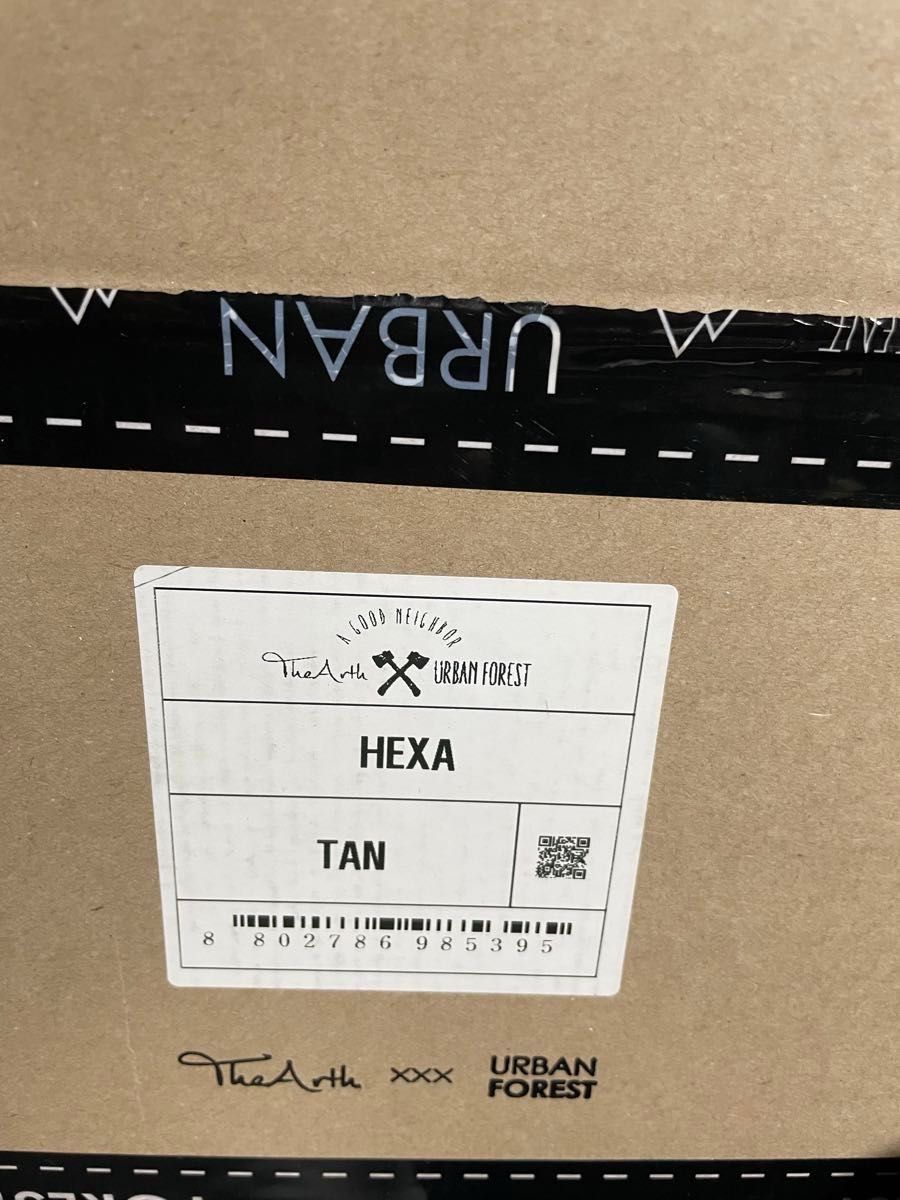 URBAN
A GOOD NEIGHBOR
TheArth URBAN FOREST
HEXA
TAN
8 802786 985395
TheArth xxx URBAN
FOREST